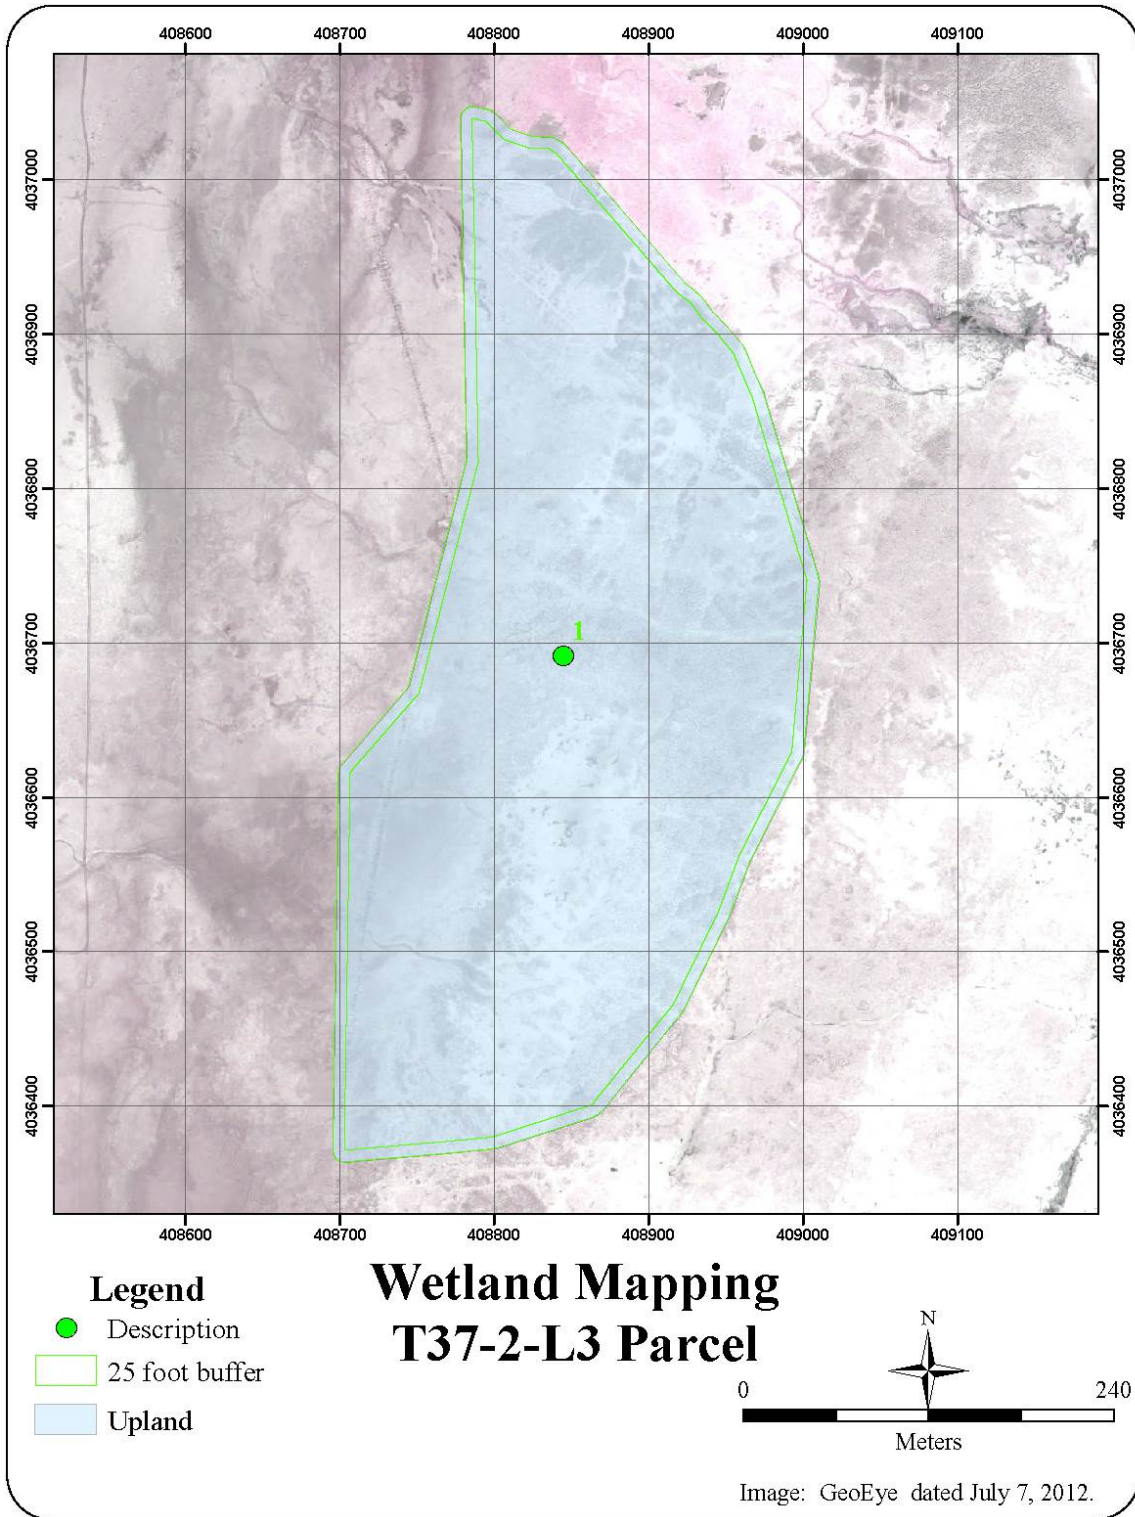 408600 408700 408800 408900 409000 409100
4037000 4037000
4036900 4036900
4036800 4036800
1
4036700 4036700
4036600 4036600
4036500 4036500
4036400 4036400
408600 408700 408800 408900 409000 409100
Wetland Mapping
T37-2-L3 Parcel
Legend
Description
25 foot buffer
Upland
N
0 240
Meters
Image: GeoEye dated July 7, 2012.